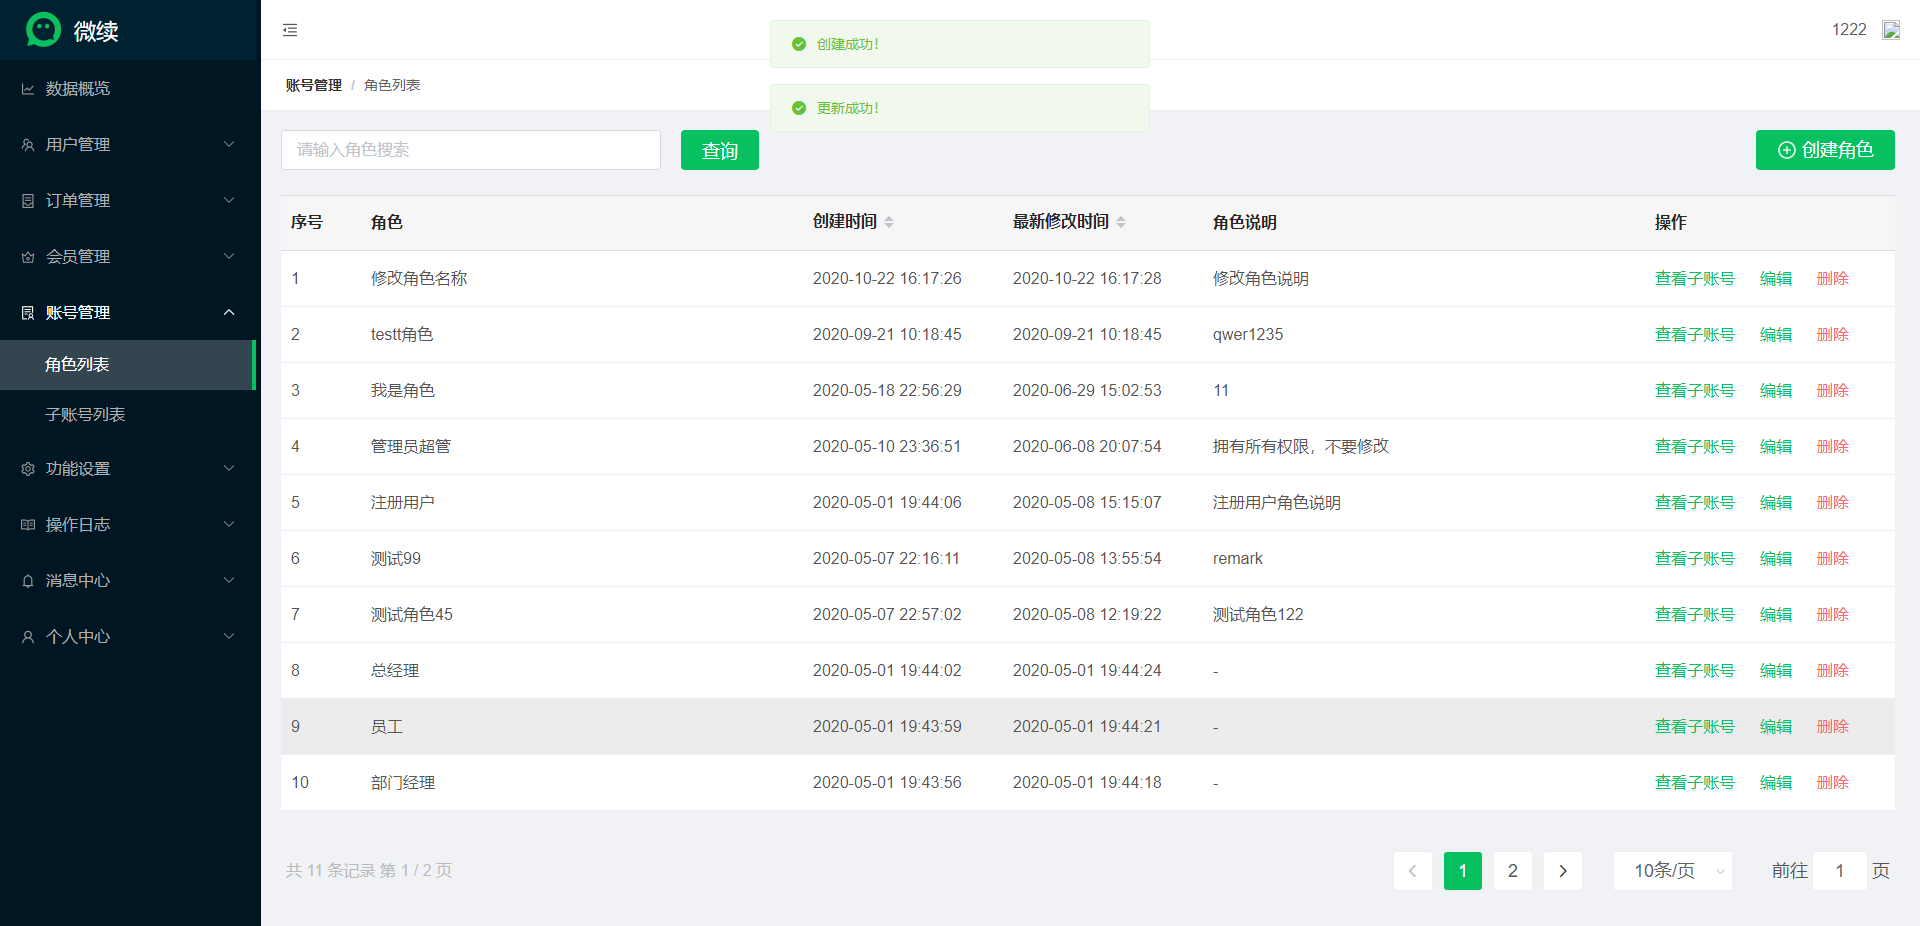 微续
数据概览
用户管理
订单管理
会员管理
账号管理
角色列表
子账号列表
功能设置
操作日志
消息中心
个人中心
创建成功!
更新成功!
1222
账号管理 / 角色列表
请输入角色搜索 查询 创建角色
序号 角色 创建时间 最新修改时间 角色说明 操作
1 修改角色名称 2020-10-22 16:17:26 2020-10-22 16:17:28 修改角色说明 查看子账号 编辑 删除
2 testt角色 2020-09-21 10:18:45 2020-09-21 10:18:45 qwer1235 查看子账号 编辑 删除
3 我是角色 2020-05-18 22:56:29 2020-06-29 15:02:53 11 查看子账号 编辑 删除
4 管理员超管 2020-05-10 23:36:51 2020-06-08 20:07:54 拥有所有权限，不要修改 查看子账号 编辑 删除
5 注册用户 2020-05-01 19:44:06 2020-05-08 15:15:07 注册用户角色说明 查看子账号 编辑 删除
6 测试99 2020-05-07 22:16:11 2020-05-08 13:55:54 remark 查看子账号 编辑 删除
7 测试角色45 2020-05-07 22:57:02 2020-05-08 12:19:22 测试角色122 查看子账号 编辑 删除
8 总经理 2020-05-01 19:44:02 2020-05-01 19:44:24 - 查看子账号 编辑 删除
9 员工 2020-05-01 19:43:59 2020-05-01 19:44:21 - 查看子账号 编辑 删除
10 部门经理 2020-05-01 19:43:56 2020-05-01 19:44:18 - 查看子账号 编辑 删除
共 11 条记录 第 1 / 2 页 1 2 10条/页 前往 1 页